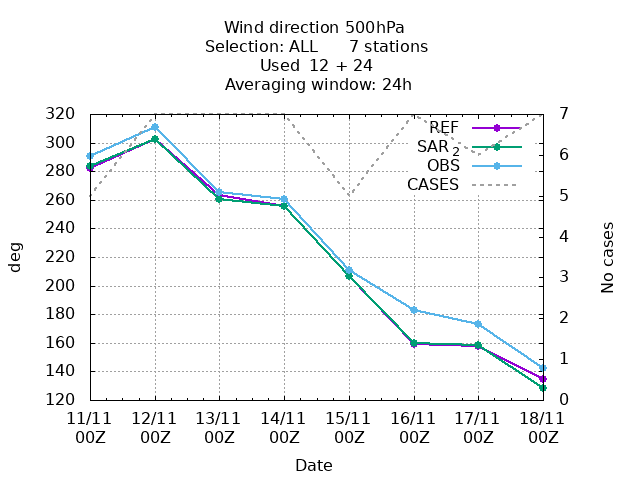 Wind direction 500hPa
Selection: ALL 7 stations
Used 12 + 24
Averaging window: 24h
deg
320
300
280
260
240
220
200
180
160
140
120
REF
SAR 2
OBS
CASES
7
6
5
4
3
2
1
0
No cases
11/11 12/11 13/11 14/11 15/11 16/11 17/11 18/11
00Z 00Z 00Z 00Z 00Z 00Z 00Z 00Z
Date